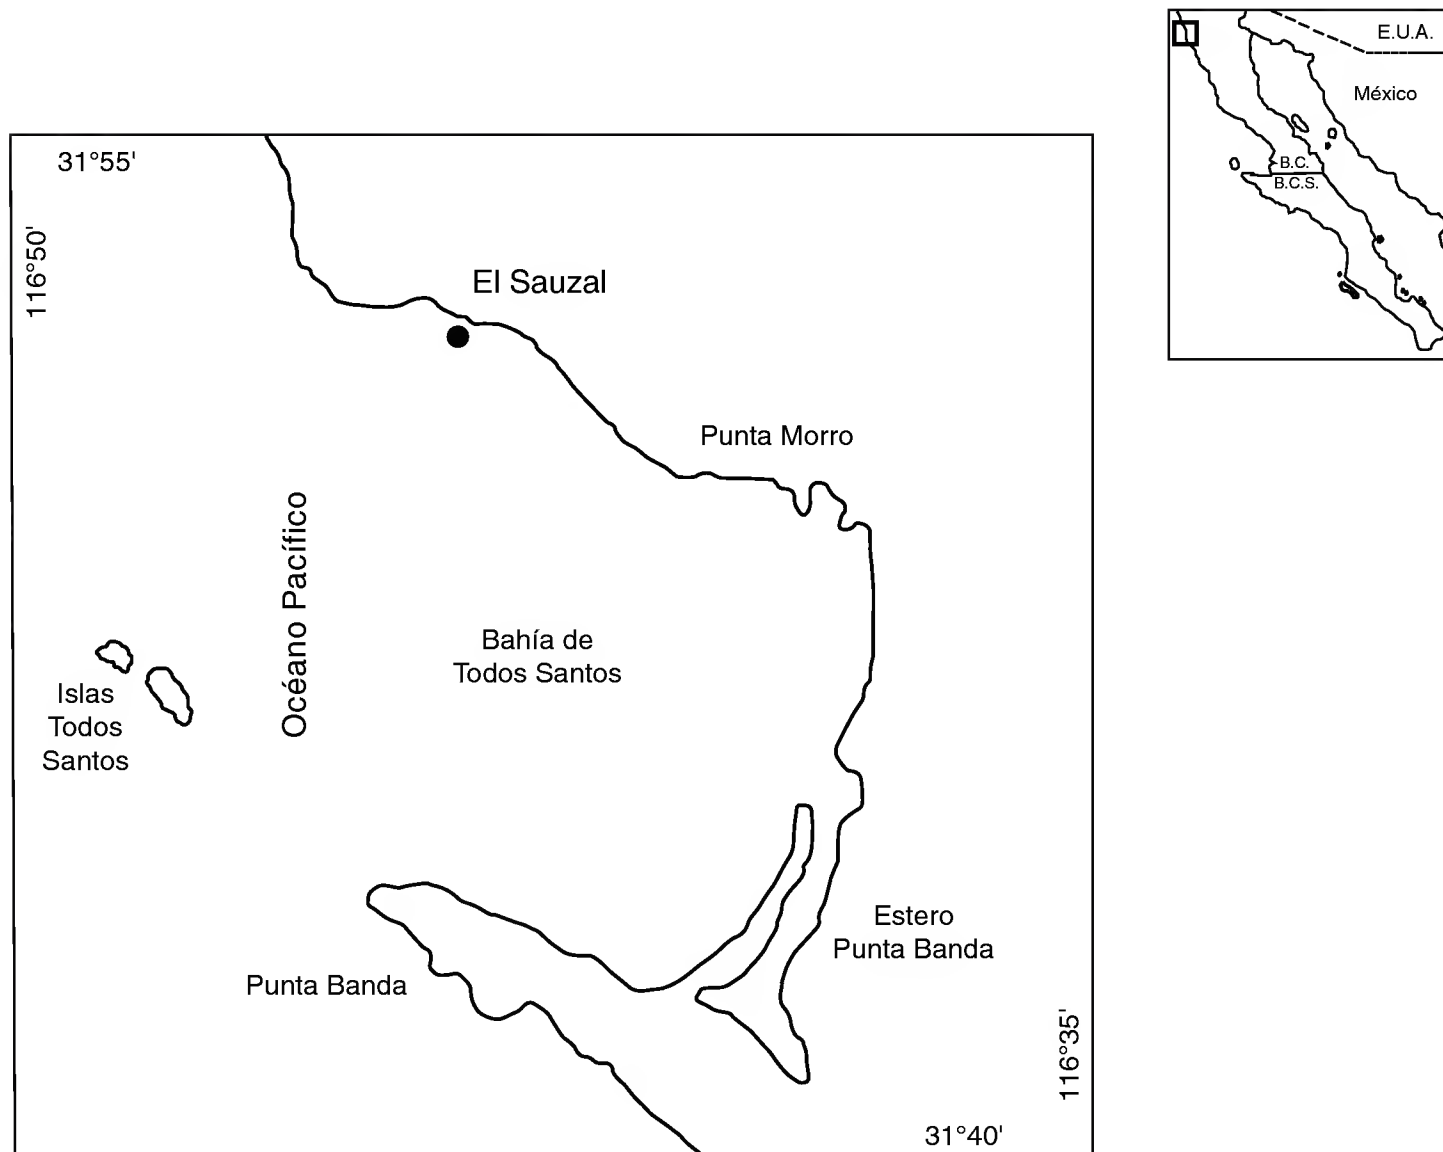 E.U.A.
México
B.C.
B.C.S.
31°55'
116°50'
El Sauzal
Punta Morro
Océano Pacífico
Bahía de
Todos Santos
Islas
Todos
Santos
Estero
Punta Banda
Punta Banda
116°35'
31°40'